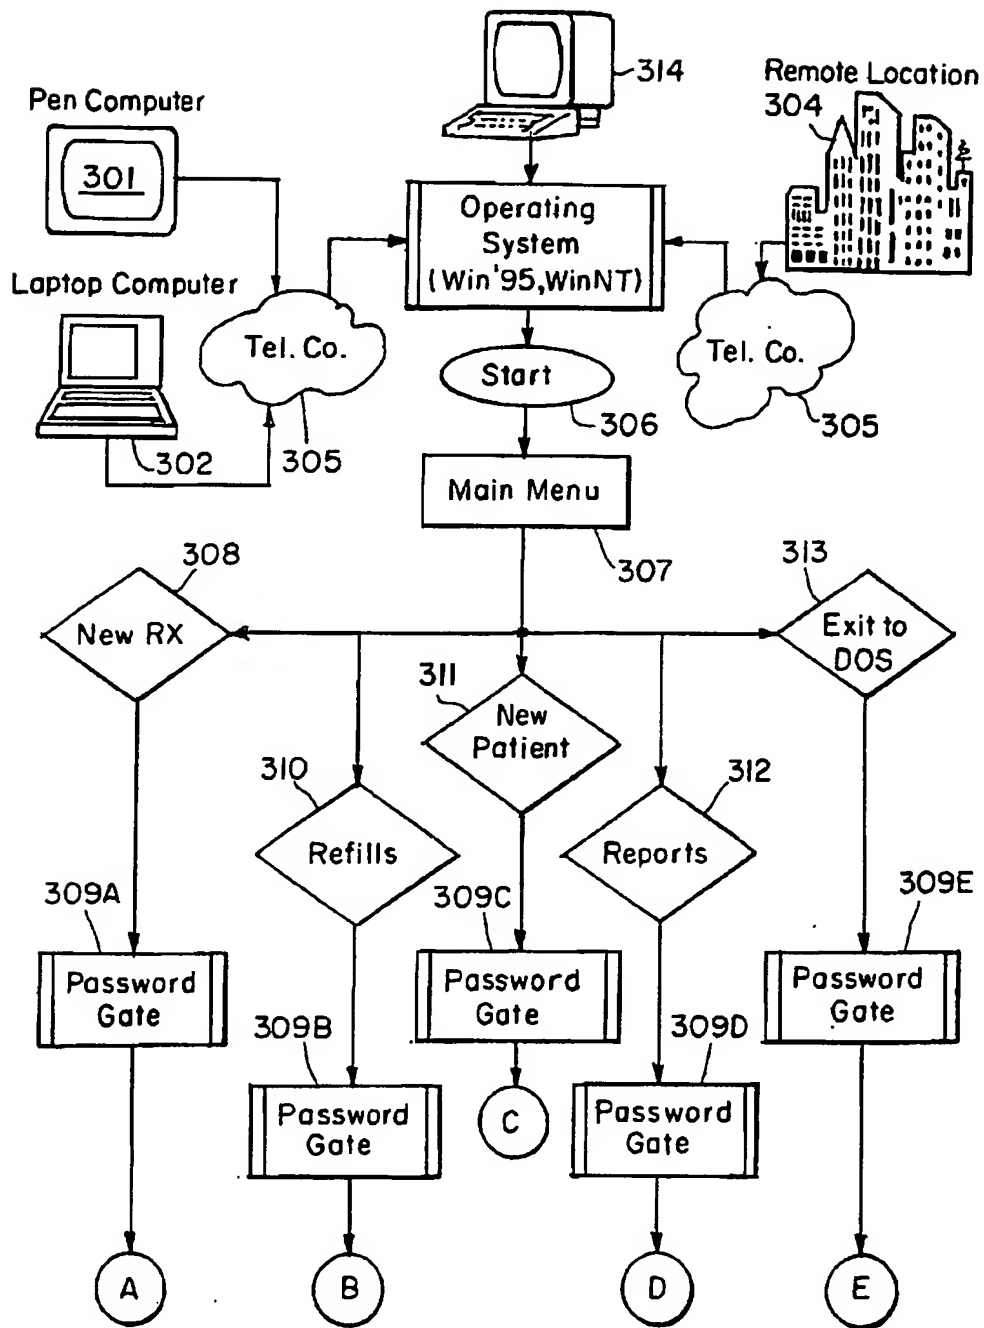 314
Remote Location
304
Pen Computer
301
Operating
System
(Win'95,WinNT)
Laptop Computer
Tel. Co.
Tel. Co.
Start
306
305
302
305
Main Menu
307
308
313
New RX
Exit to
DOS
311
New
Patient
310
312
Refills
Reports
309A
309C
309E
Password
Gate
Password
Gate
Password
Gate
309B
309D
Password
Gate
Password
Gate
C
A
B
D
E